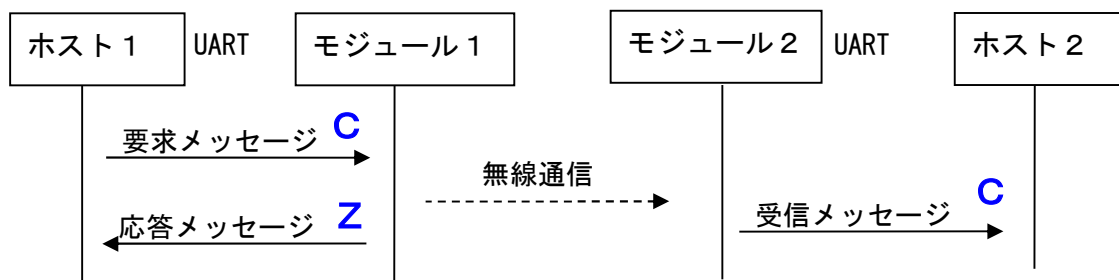 ホスト1
UART
モジュール1
モジュール2
UART
ホスト2
要求メッセージ C
無線通信
応答メッセージ Z
受信メッセージ C